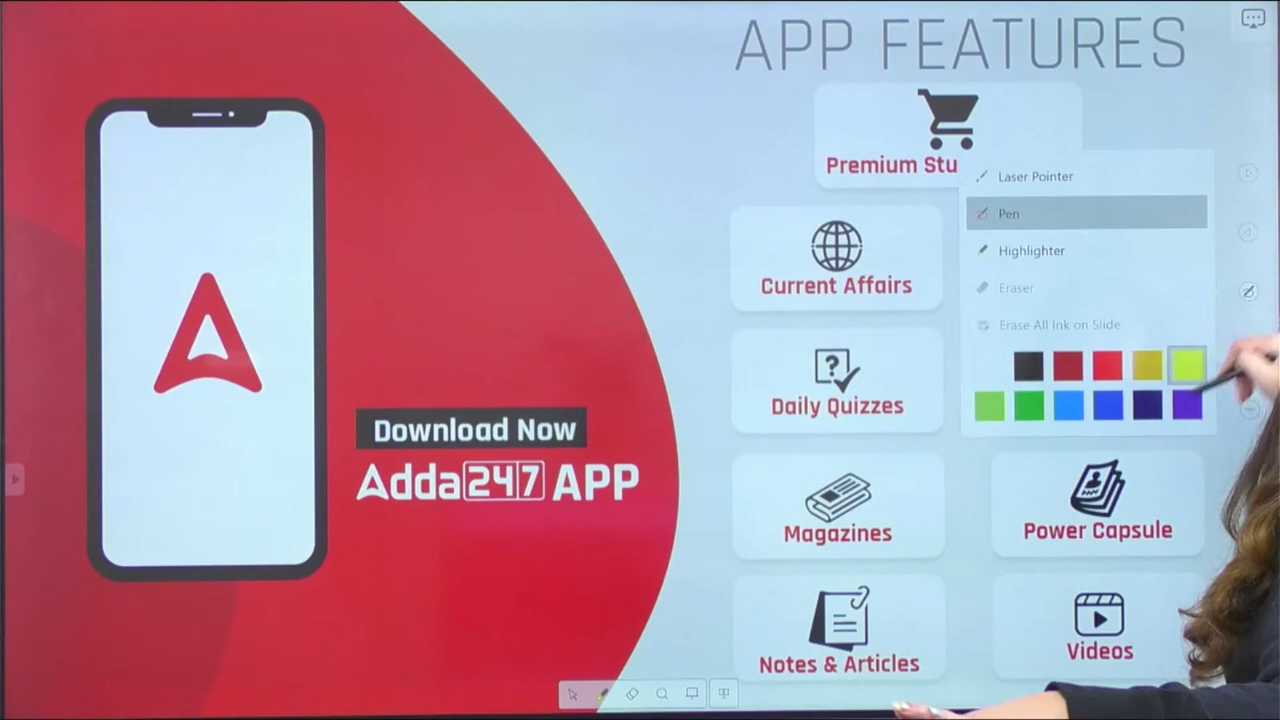 APP FEATURES
Premium Stu
Laser Pointer
Pen
Highlighter
Eraser
Erase All Ink on Slide
Current Affairs
Daily Quizzes
Download Now
Adda247 APP
Magazines
Power Capsule
Notes & Articles
Videos